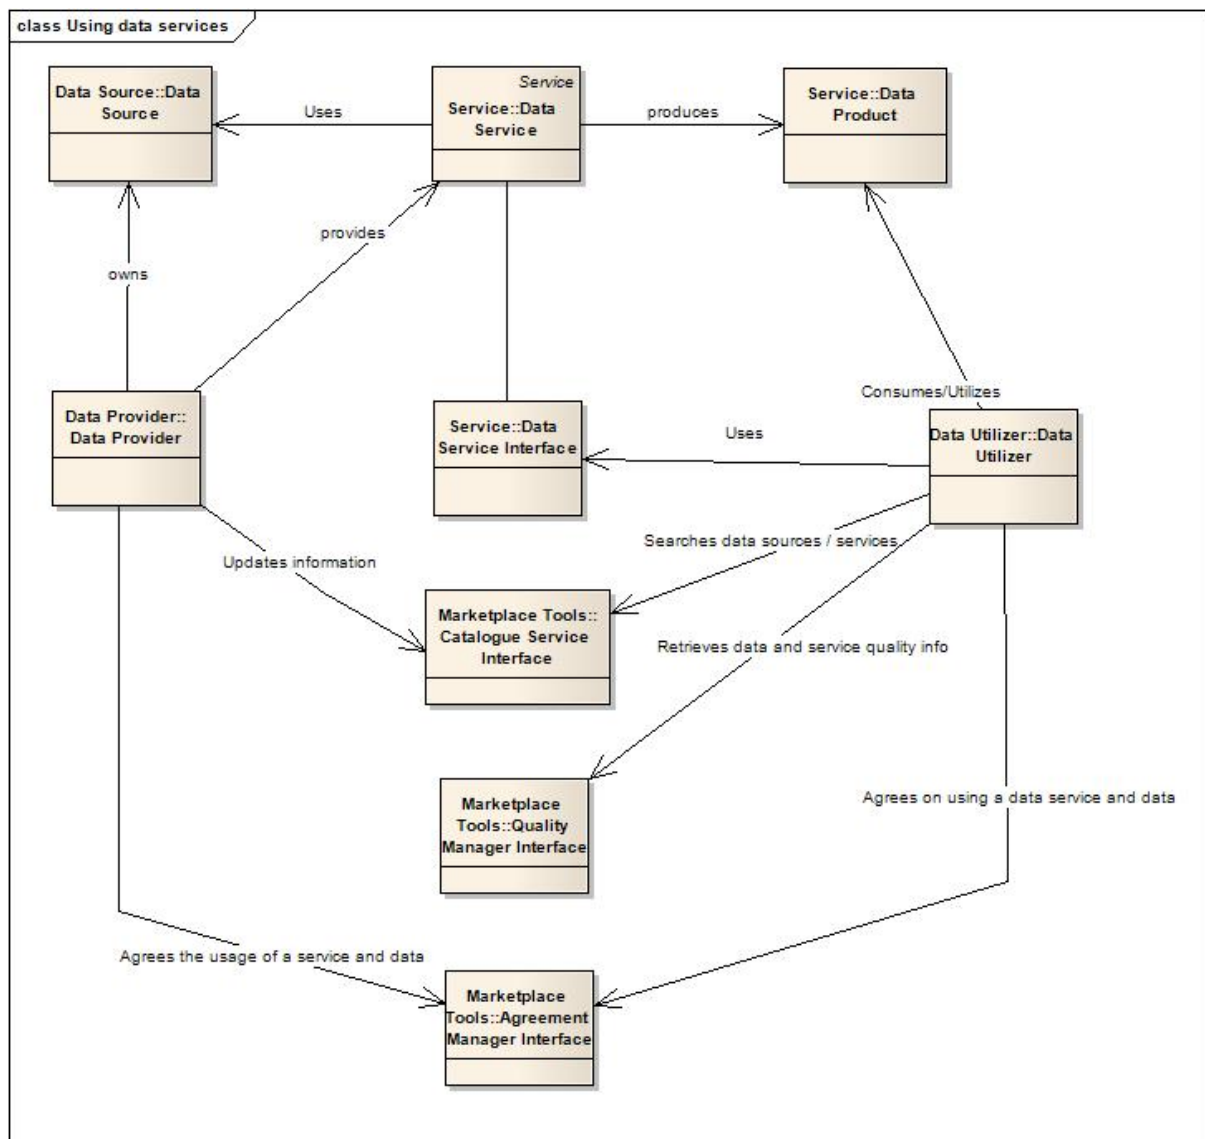 class Using data services
Data Source::Data
Source
Uses
Service
Service::Data
Service
produces
Service::Data
Product
provides
owns
Data Provider::
Data Provider
Service::Data
Service Interface
Uses
Consumes/Utilizes
Data Utilizer::Data
Utilizer
Searches data sources / services
Updates information
Marketplace Tools::
Catalogue Service
Interface
Retrieves data and service quality info
Marketplace
Tools::Quality
Manager Interface
Agrees on using a data service and data
Agrees the usage of a service and data
Marketplace
Tools::Agreement
Manager Interface